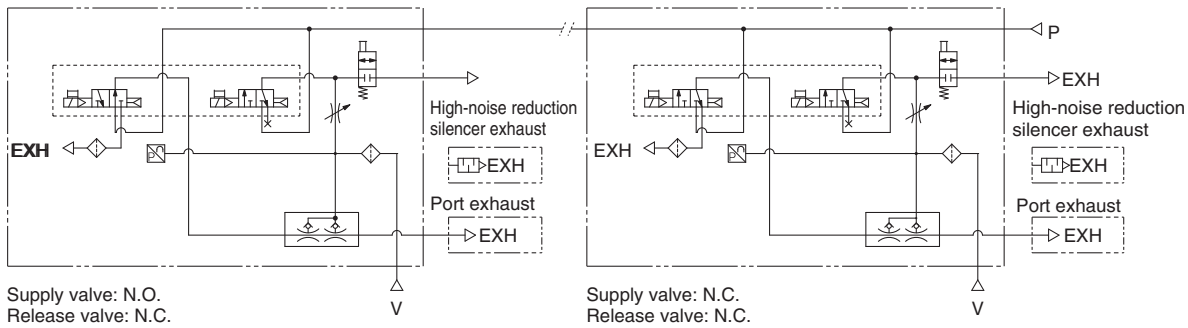 P
EXH
High-noise reduction
silencer exhaust
EXH
Port exhaust
EXH
P
V
Supply valve: N.O.
Release valve: N.C.
EXH
EXH
High-noise reduction
silencer exhaust
EXH
Port exhaust
EXH
P
V
Supply valve: N.C.
Release valve: N.C.